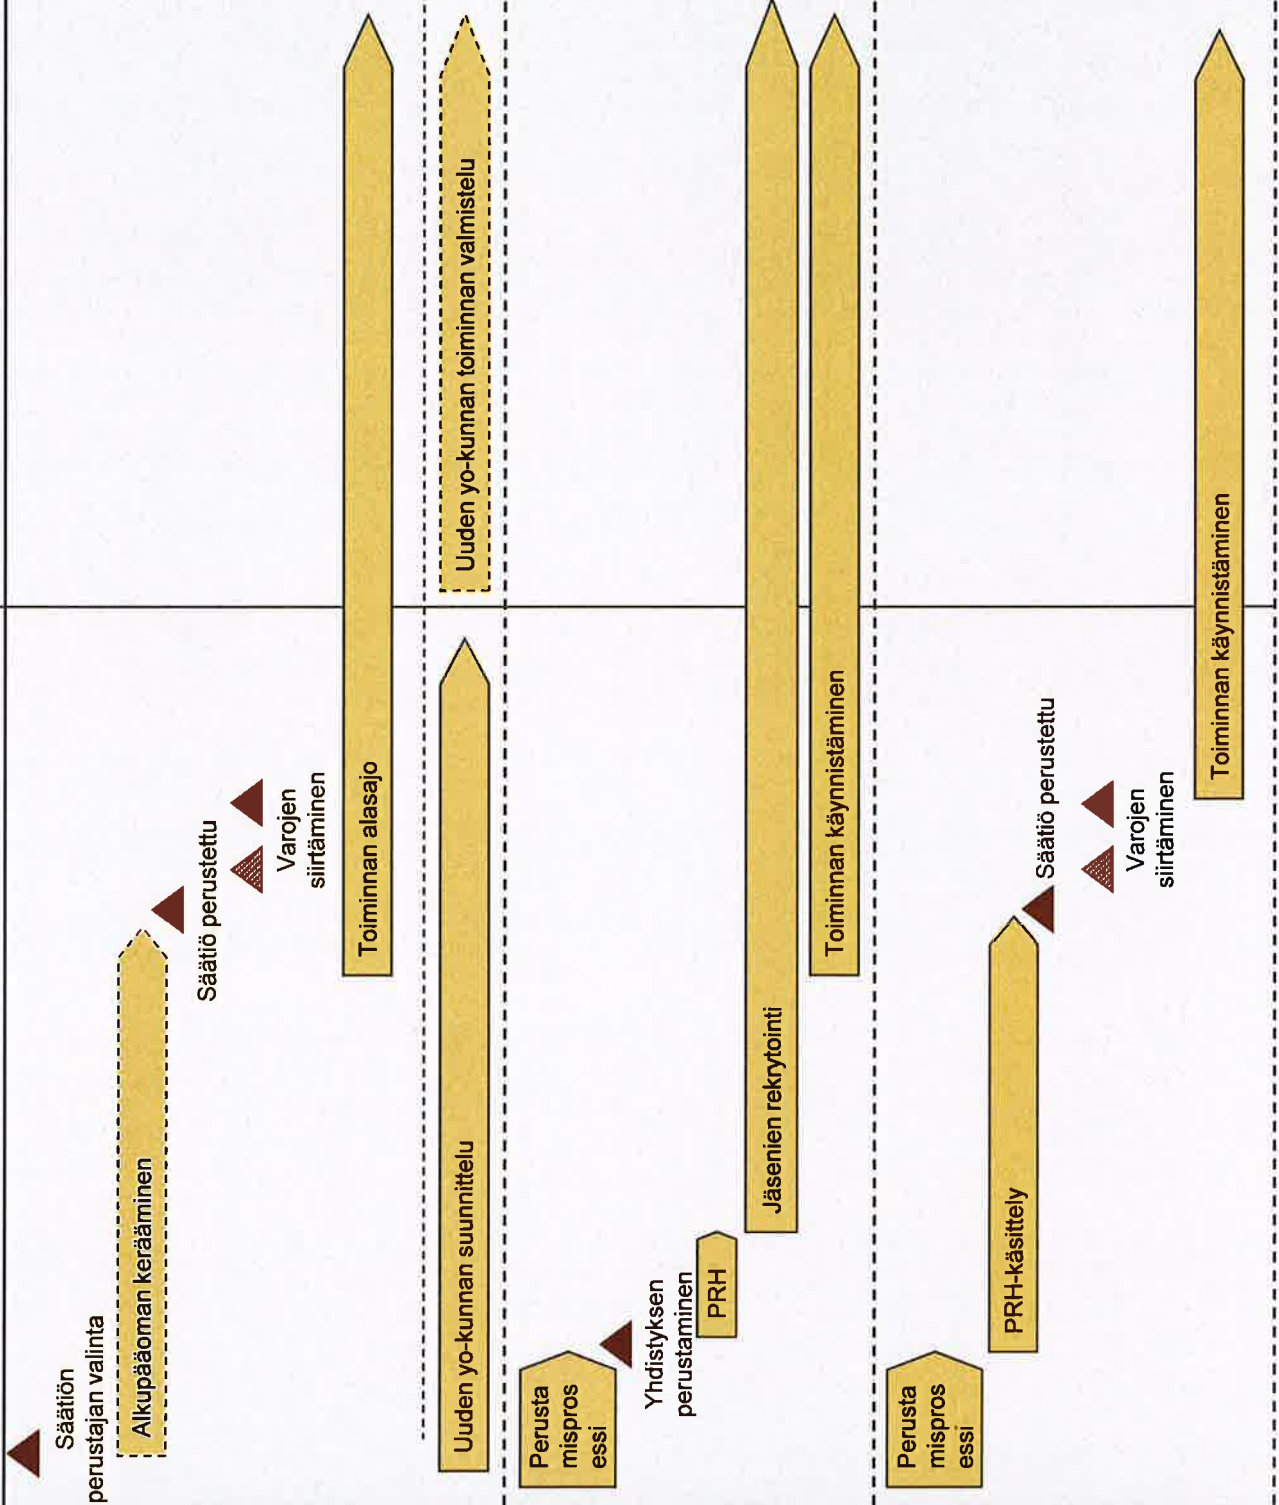 Säätiön
perustajan valinta
Alkupääoman kerääminen
Säätiö perustettu
Varojen
siirtäminen
Toiminnan alasajo
Uuden yo-kunnan suunnittelu
Uuden yo-kunnan toiminnan valmistelu
Perusta
mispros
essi
Yhdistyksen
perustaminen
PRH
Jäsenien rekrytointi
Toiminnan käynnistäminen
Perusta
mispros
essi
PRH-käsittely
Säätiö perustettu
Varojen
siirtäminen
Toiminnan käynnistäminen